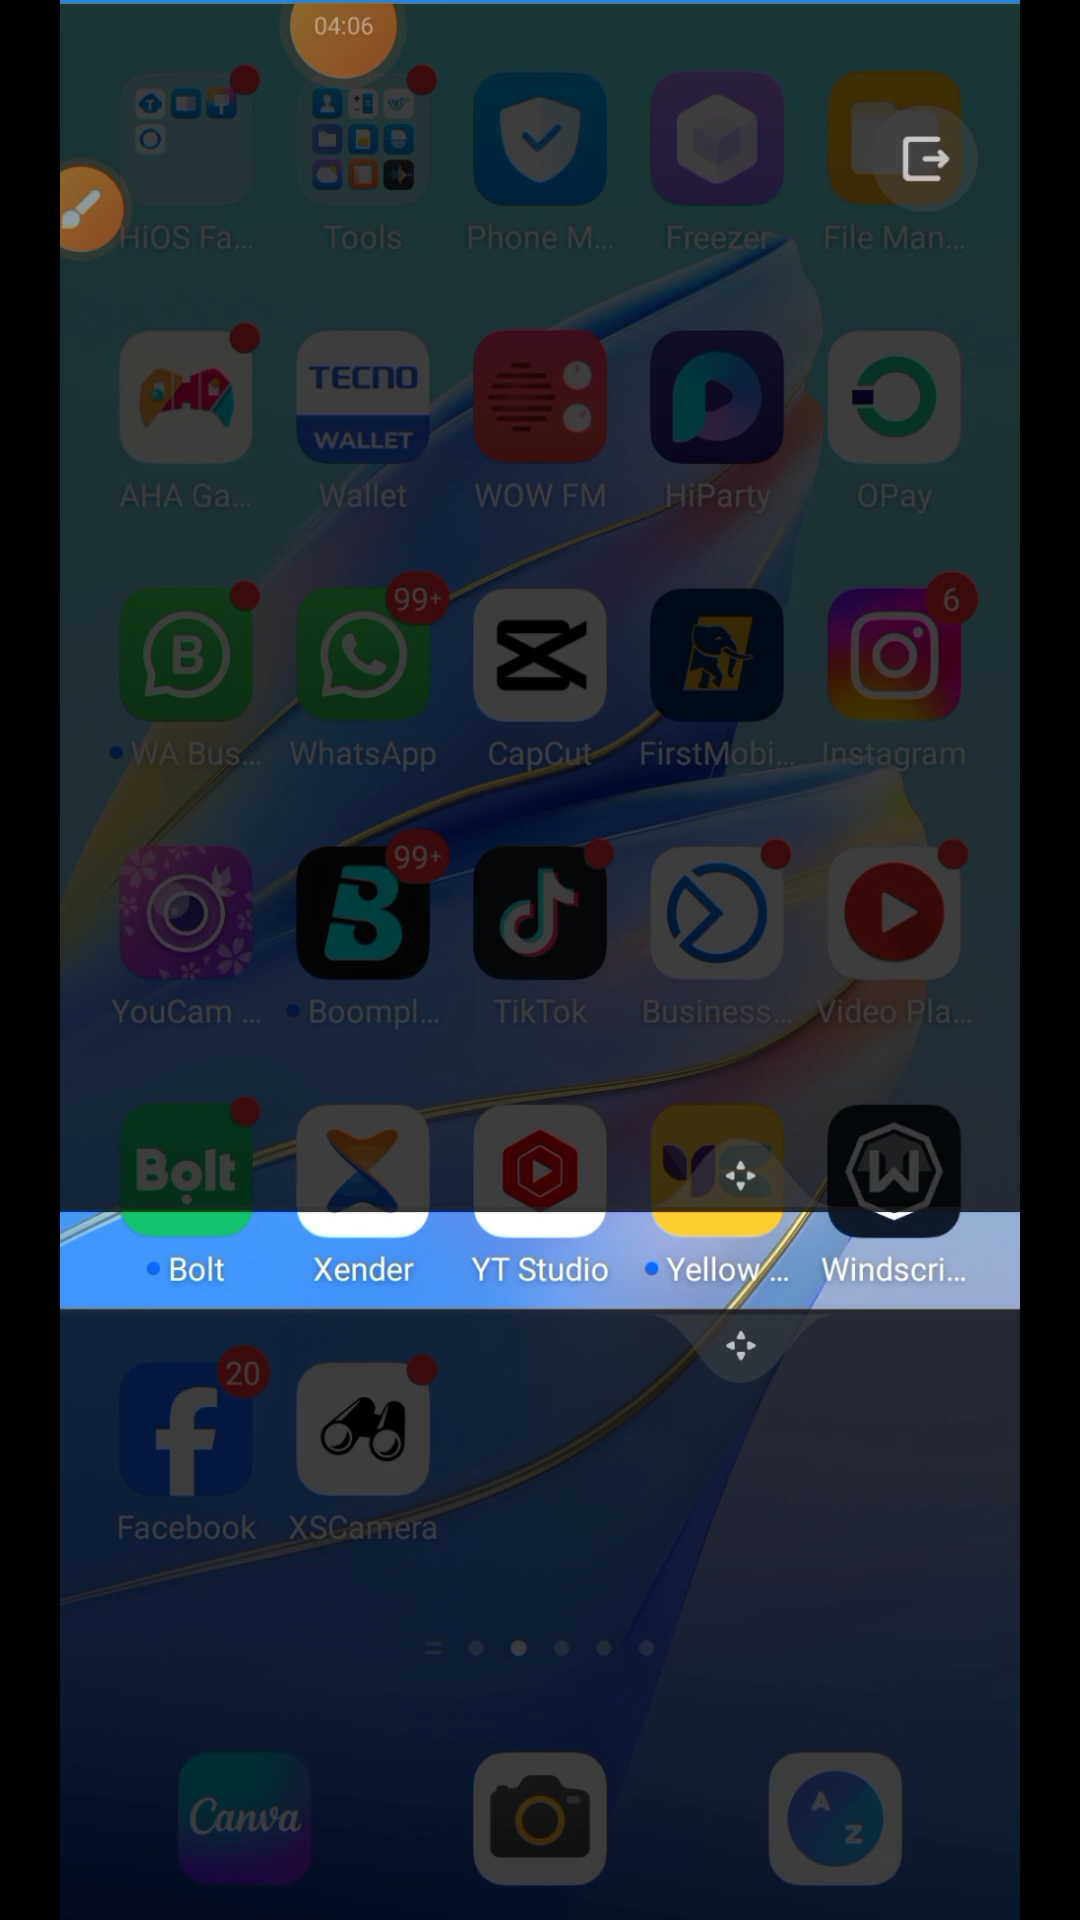 04:06
HiOS Fa...
Tools
Phone M...
Freezer
File Man...
TECNO
WALLET
AHA Ga...
Wallet
WOW FM
HiParty
OPay
B
99+
6
WA Bus...
WhatsApp
CapCut
FirstMobi...
Instagram
99+
B
YouCam ...
Boompl...
TikTok
Business...
Video Pla...
Bolt
W
Bolt
Xender
YT Studio
Yellow ...
Windscri...
20
f
Facebook
XSCamera
Canva
A
Z